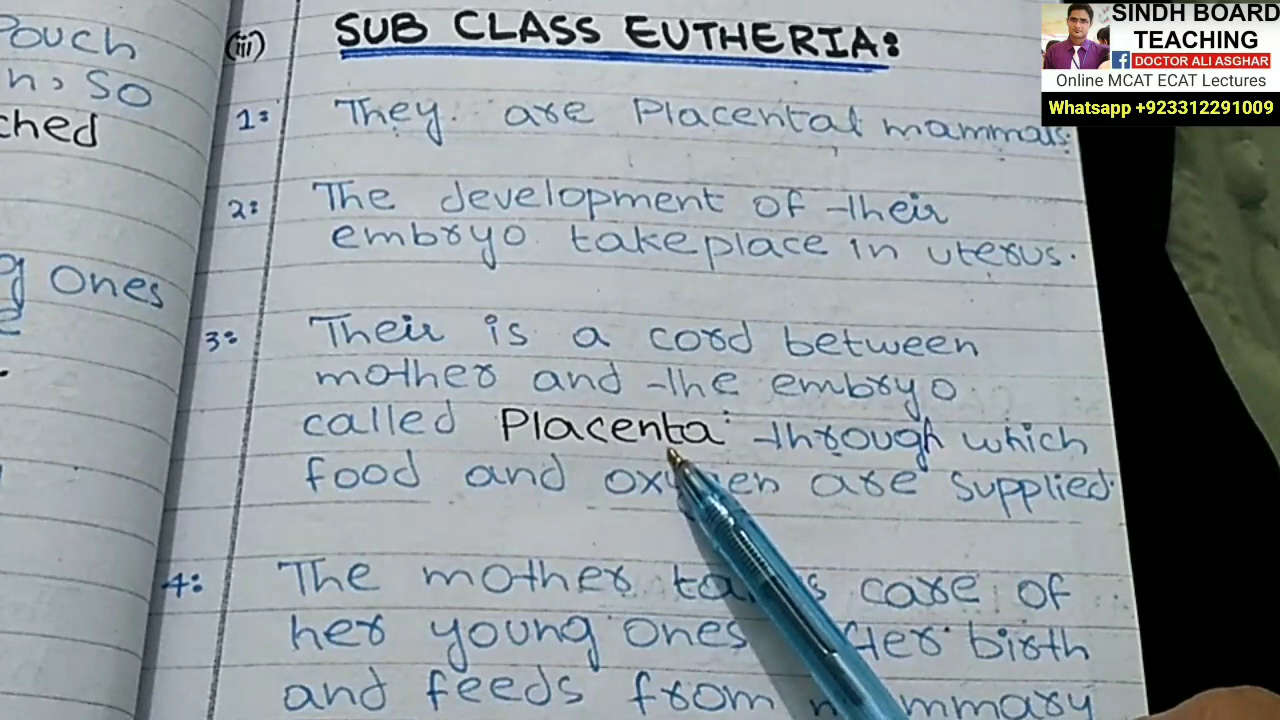 Pouch
n, So
ched
g Ones
(iii) SUB CLASS EUTHERIA:
1: They are Placental mammals.
2: The development of their
embryo takeplace in uterus.
3: Their is a cord between
mother and the embryo
called Placenta through which
food and oxygen are supplied.
4: The mother takes care of
her young ones after birth
and feeds from mammary
SINDH BOARD
TEACHING
f DOCTOR ALI ASGHAR
Online MCAT ECAT Lectures
Whatsapp +923312291009